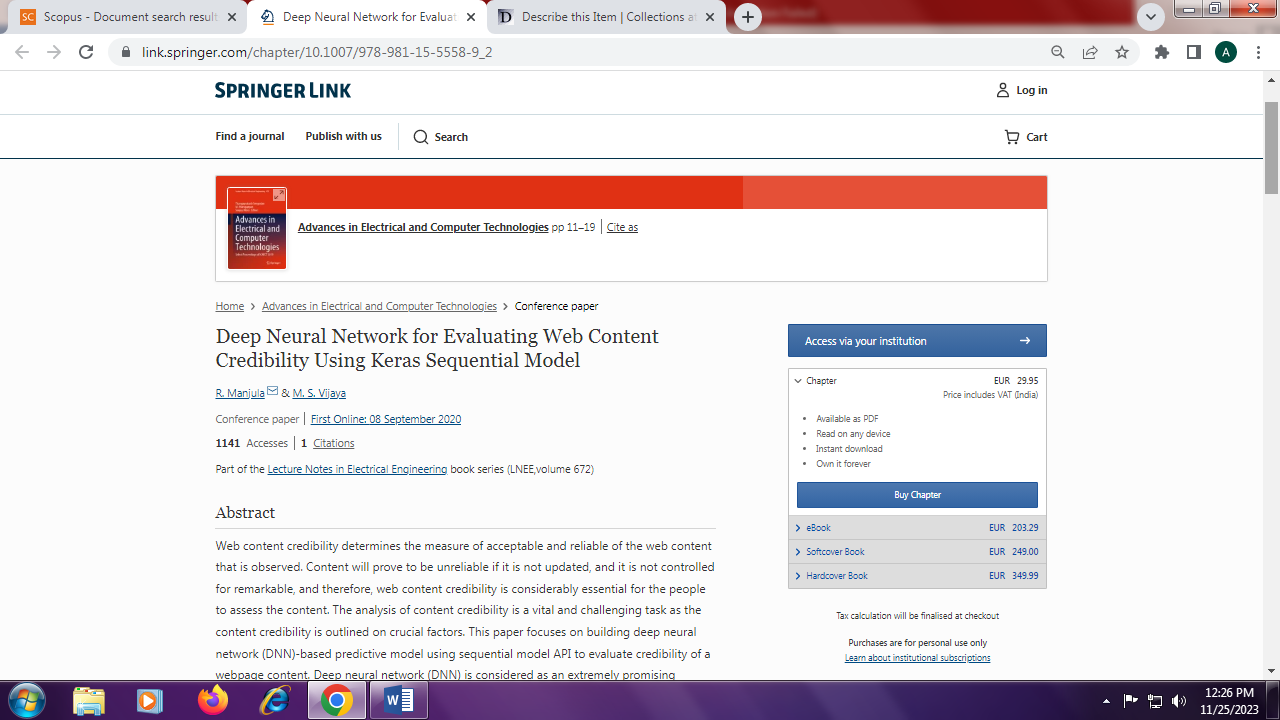 Scopus - Document search result
Deep Neural Network for Evaluat
Describe this Item | Collections a
link.springer.com/chapter/10.1007/978-981-15-5558-9_2
A
SPRINGER LINK
Log in
Find a journal
Publish with us
Search
Cart
Advances in
Electrical and
Computer
Technologies
Advances in Electrical and Computer Technologies pp 11–19 | Cite as
Home > Advances in Electrical and Computer Technologies > Conference paper
Deep Neural Network for Evaluating Web Content
Credibility Using Keras Sequential Model
R. Manjula & M. S. Vijaya
Conference paper | First Online: 08 September 2020
1141 Accesses | 1 Citations
Part of the Lecture Notes in Electrical Engineering book series (LNEE,volume 672)
Abstract
Web content credibility determines the measure of acceptable and reliable of the web content
that is observed. Content will prove to be unreliable if it is not updated, and it is not controlled
for remarkable, and therefore, web content credibility is considerably essential for the people
to assess the content. The analysis of content credibility is a vital and challenging task as the
content credibility is outlined on crucial factors. This paper focuses on building deep neural
network (DNN)-based predictive model using sequential model API to evaluate credibility of a
webpage content. Deep neural network (DNN) is considered as an extremely promising
Access via your institution
Chapter EUR 29.95
Price includes VAT (India)
Available as PDF
Read on any device
Instant download
Own it forever
Buy Chapter
eBook EUR 203.29
Softcover Book EUR 249.00
Hardcover Book EUR 349.99
Tax calculation will be finalised at checkout
Purchases are for personal use only
Learn about institutional subscriptions
12:26 PM
11/25/2023